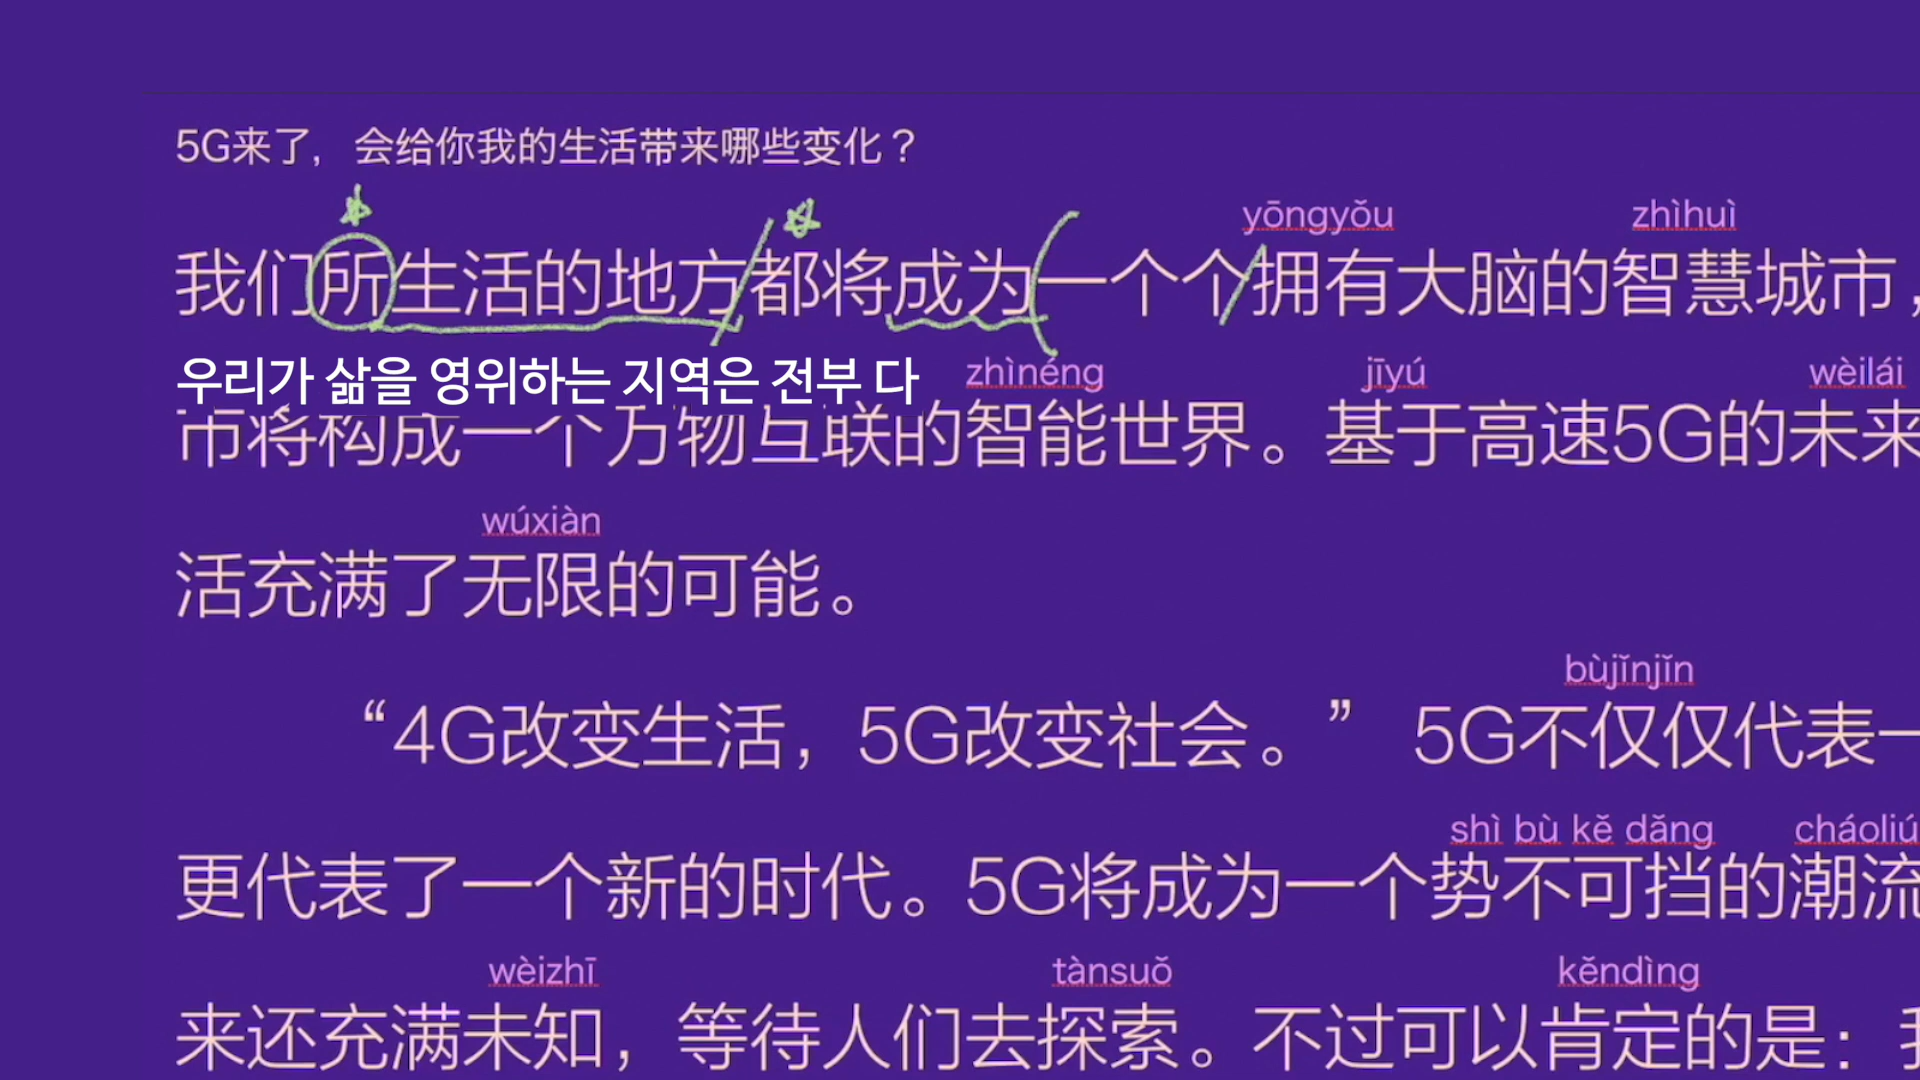 5G来了，会给你我的生活带来哪些变化？
yōngyǒu zhìhuì
我们所生活的地方都将成为一个个拥有大脑的智慧城市，
우리가 삶을 영위하는 지역은 전부 다 zhìnéng jīyú wèilái
市将构成一个万物互联的智能世界。基于高速5G的未来
wúxiàn
活充满了无限的可能。
bùjǐnjǐn
“4G改变生活，5G改变社会。” 5G不仅仅代表一
shì bù kě dǎng cháoliú
更代表了一个新的时代。5G将成为一个势不可挡的潮流
wèizhī tànsuǒ kěndìng
来还充满未知，等待人们去探索。不过可以肯定的是：